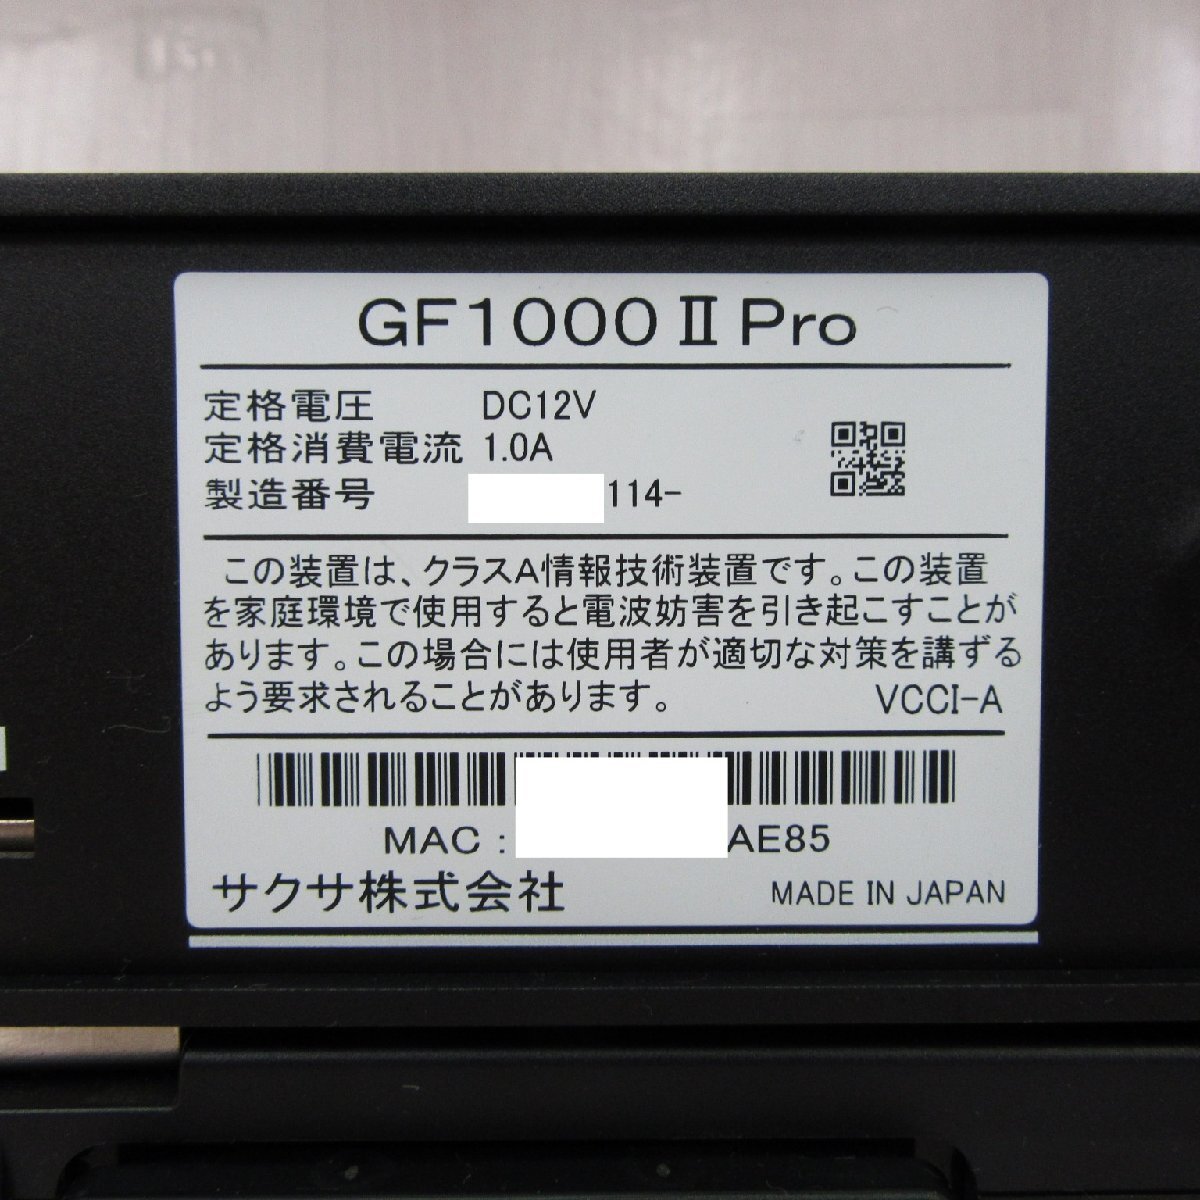 GF1000 II Pro
定格電圧 DC12V
定格消費電流 1.0A
製造番号 114-
この装置は、クラスA情報技術装置です。この装置
を家庭環境で使用すると電波妨害を引き起こすことが
あります。この場合には使用者が適切な対策を講ずる
よう要求されることがあります。 VCCI-A
MAC : AE85
サクサ株式会社 MADE IN JAPAN